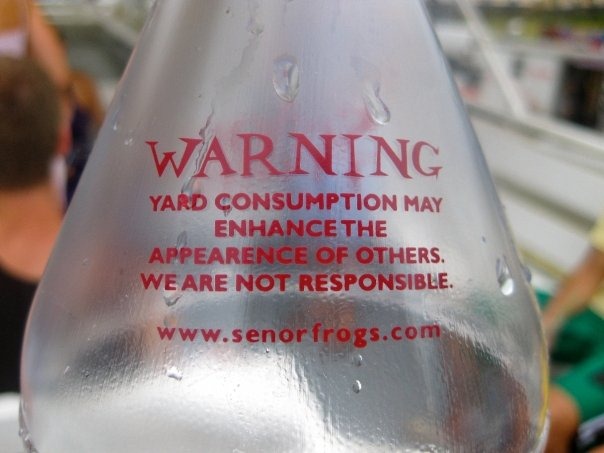 WARNING
YARD CONSUMPTION MAY
ENHANCE THE
APPEARENCE OF OTHERS.
WE ARE NOT RESPONSIBLE.
www.senorfrogs.com